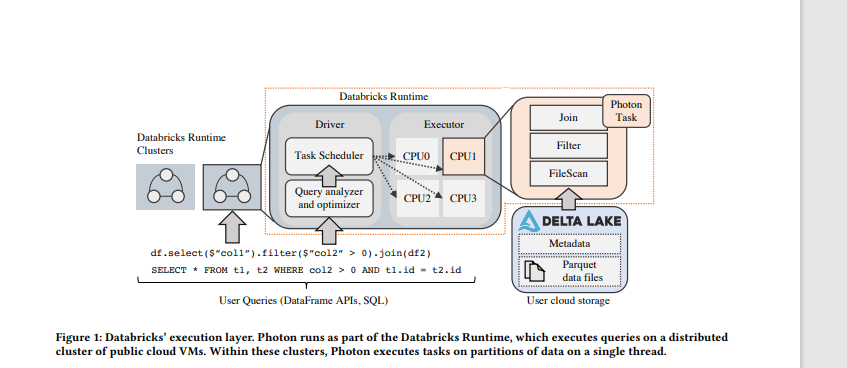 Databricks Runtime
Photon
Task
Driver
Executor
Join
Databricks Runtime
Clusters
Task Scheduler
CPU0
CPU1
Filter
FileScan
Query analyzer
and optimizer
CPU2
CPU3
DELTA LAKE
Metadata
Parquet
data files
df.select($"col1").filter($"col2" > 0).join(df2)
SELECT * FROM t1, t2 WHERE col2 > 0 AND t1.id = t2.id
User Queries (DataFrame APIs, SQL)
User cloud storage
Figure 1: Databricks' execution layer. Photon runs as part of the Databricks Runtime, which executes queries on a distributed
cluster of public cloud VMs. Within these clusters, Photon executes tasks on partitions of data on a single thread.